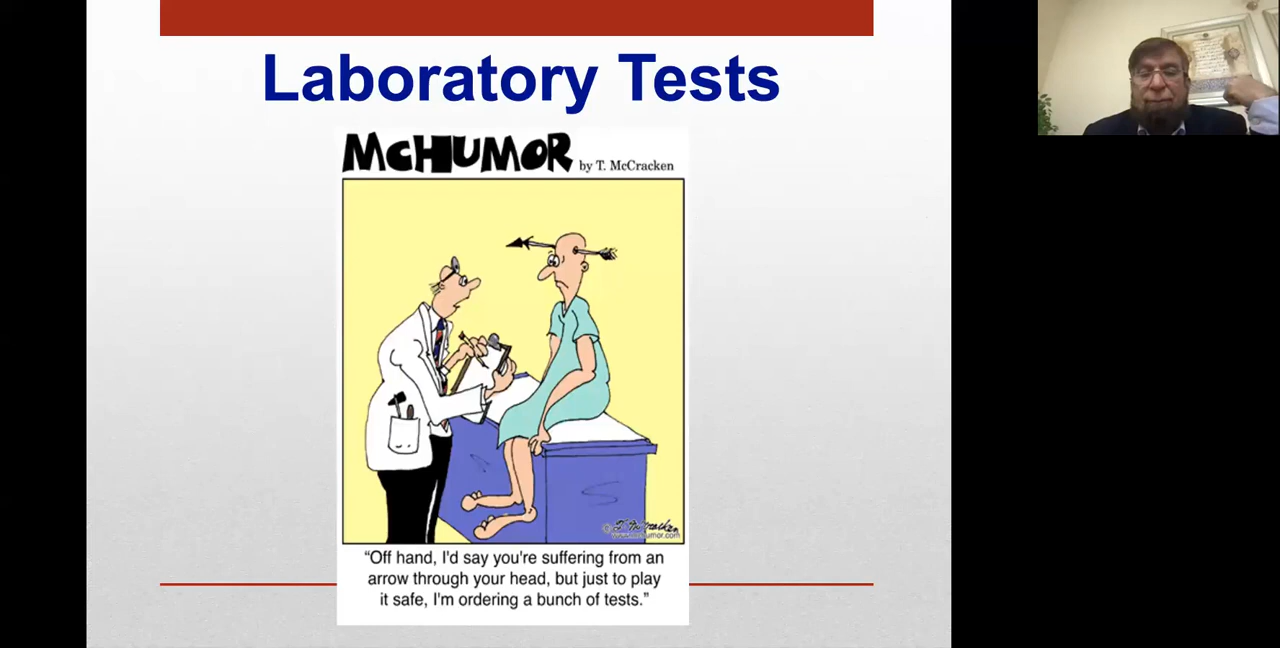 Laboratory Tests
McHUMOR by T. McCracken
© T. McCracken
www.mchumor.com
“Off hand, I'd say you're suffering from an
arrow through your head, but just to play
it safe, I'm ordering a bunch of tests.”